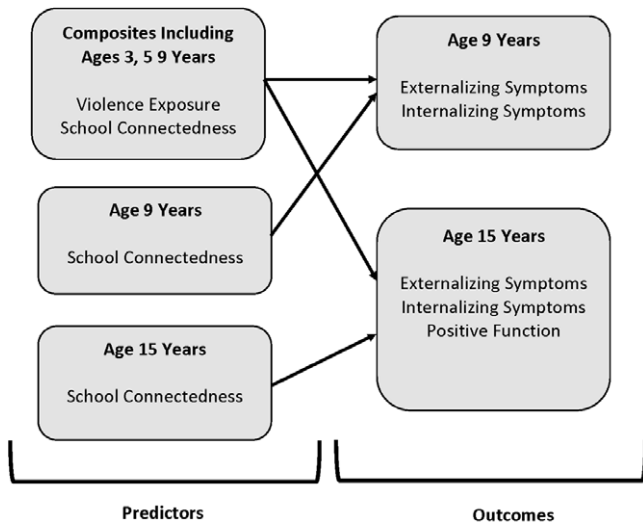 Composites Including
Ages 3, 5 9 Years
Violence Exposure
School Connectedness
Age 9 Years
School Connectedness
Age 15 Years
School Connectedness
Predictors
Age 9 Years
Externalizing Symptoms
Internalizing Symptoms
Age 15 Years
Externalizing Symptoms
Internalizing Symptoms
Positive Function
Outcomes